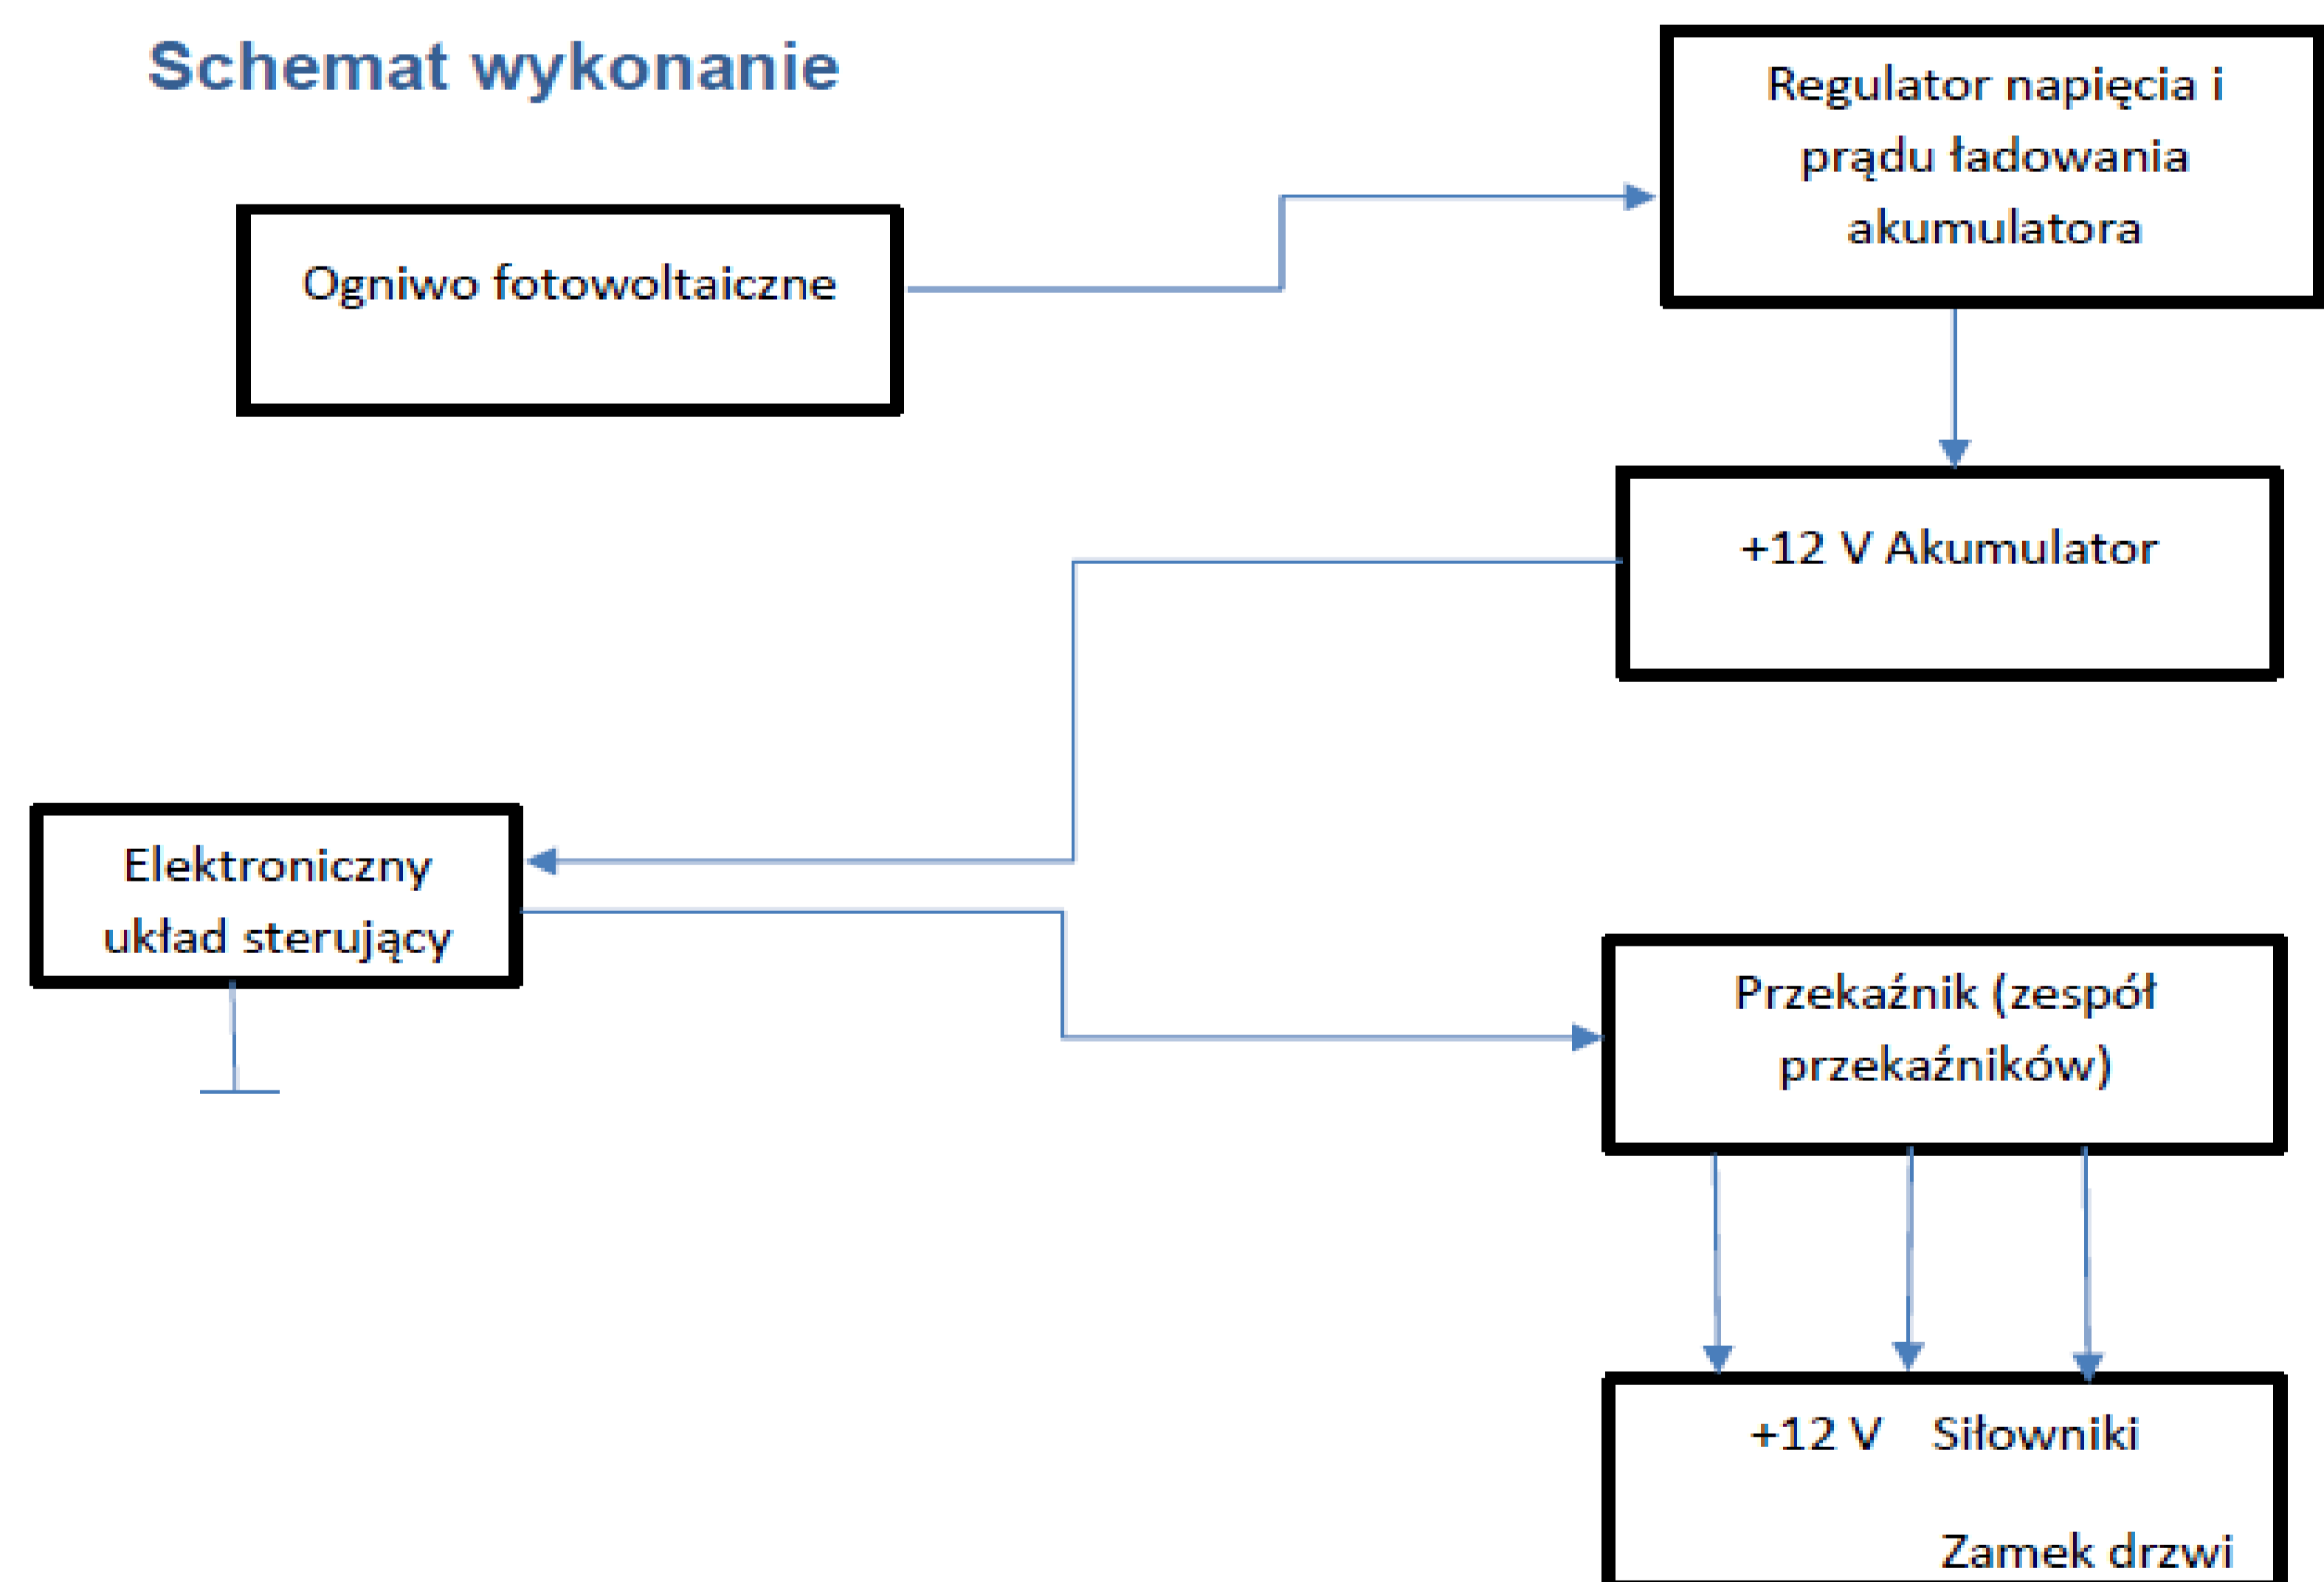 Schemat wykonanie
Regulator napięcia i
prądu ładowania
akumulatora
Ogniwo fotowoltaiczne
+12 V Akumulator
Elektroniczny
układ sterujący
Przekaźnik (zespół
przekaźników)
+12 V Siłowniki
Zamek drzwi